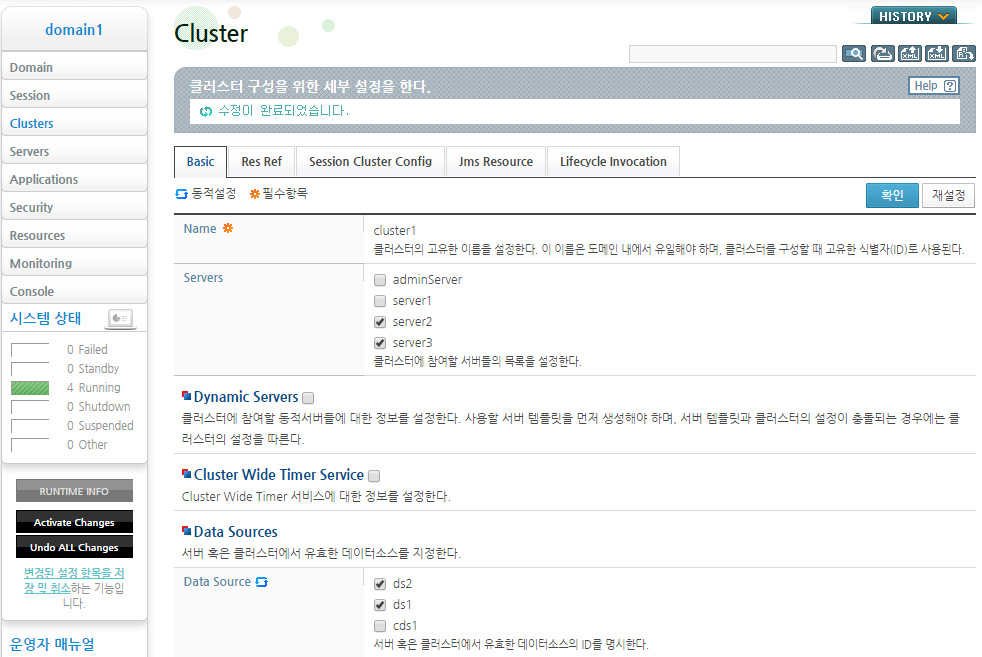 domain1
Domain
Session
Clusters
Servers
Applications
Security
Resources
Monitoring
Console
시스템 상태
0 Failed
0 Standby
4 Running
0 Shutdown
0 Suspended
0 Other
RUNTIME INFO
Activate Changes
Undo ALL Changes
변경된 설정 항목을 저
장 및 취소하는 기능입
니다.
운영자 매뉴얼
Cluster
HISTORY
클러스터 구성을 위한 세부 설정을 한다.
Help ?
수정이 완료되었습니다.
Basic
Res Ref
Session Cluster Config
Jms Resource
Lifecycle Invocation
동적설정
필수항목
확인
재설정
Name
cluster1
클러스터의 고유한 이름을 설정한다. 이 이름은 도메인 내에서 유일해야 하며, 클러스터를 구성할 때 고유한 식별자(ID)로 사용된다.
Servers
adminServer
server1
server2
server3
클러스터에 참여할 서버들의 목록을 설정한다.
Dynamic Servers
클러스터에 참여할 동적서버들에 대한 정보를 설정한다. 사용할 서버 템플릿을 먼저 생성해야 하며, 서버 템플릿과 클러스터의 설정이 충돌되는 경우에는 클
러스터의 설정을 따른다.
Cluster Wide Timer Service
Cluster Wide Timer 서비스에 대한 정보를 설정한다.
Data Sources
서버 혹은 클러스터에서 유효한 데이터소스를 지정한다.
Data Source
ds2
ds1
cds1
서버 혹은 클러스터에서 유효한 데이터소스의 ID를 명시한다.